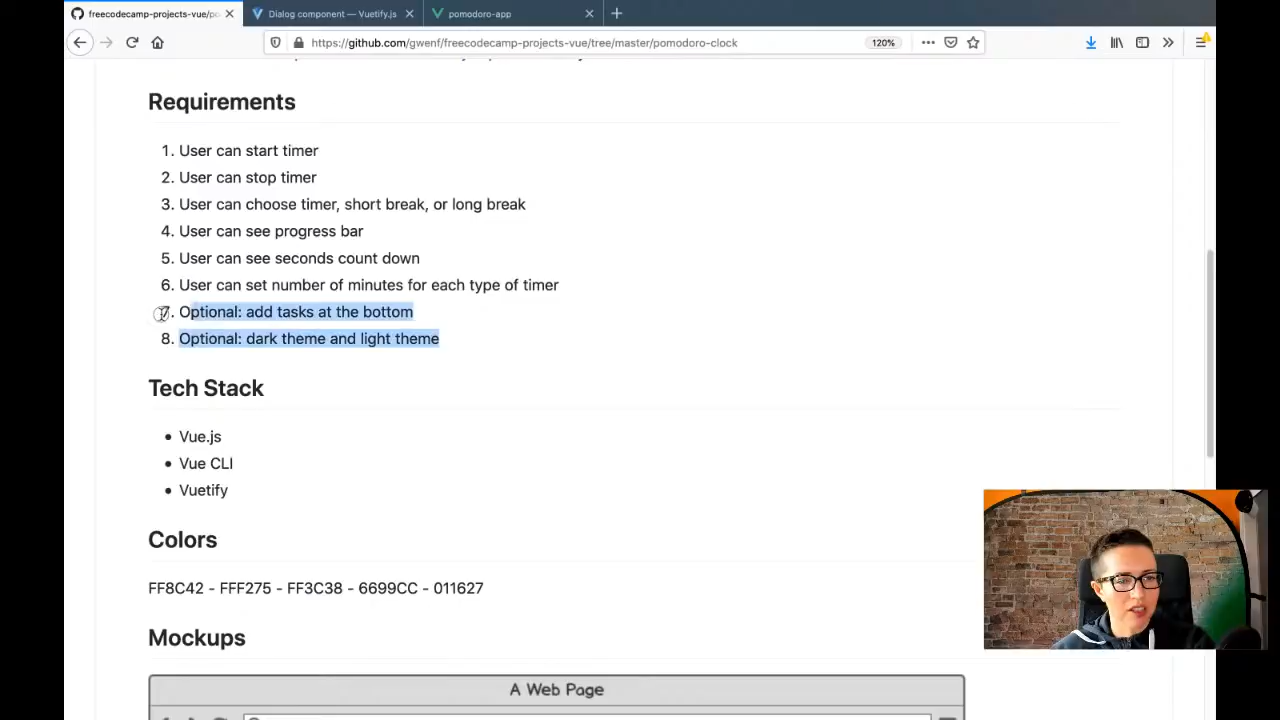 freecodecamp-projects-vue/po
Dialog component — Vuetify.js
pomodoro-app
https://github.com/gwenf/freecodecamp-projects-vue/tree/master/pomodoro-clock
120%
Requirements
1. User can start timer
2. User can stop timer
3. User can choose timer, short break, or long break
4. User can see progress bar
5. User can see seconds count down
6. User can set number of minutes for each type of timer
7. Optional: add tasks at the bottom
8. Optional: dark theme and light theme
Tech Stack
• Vue.js
• Vue CLI
• Vuetify
Colors
FF8C42 - FFF275 - FF3C38 - 6699CC - 011627
Mockups
A Web Page